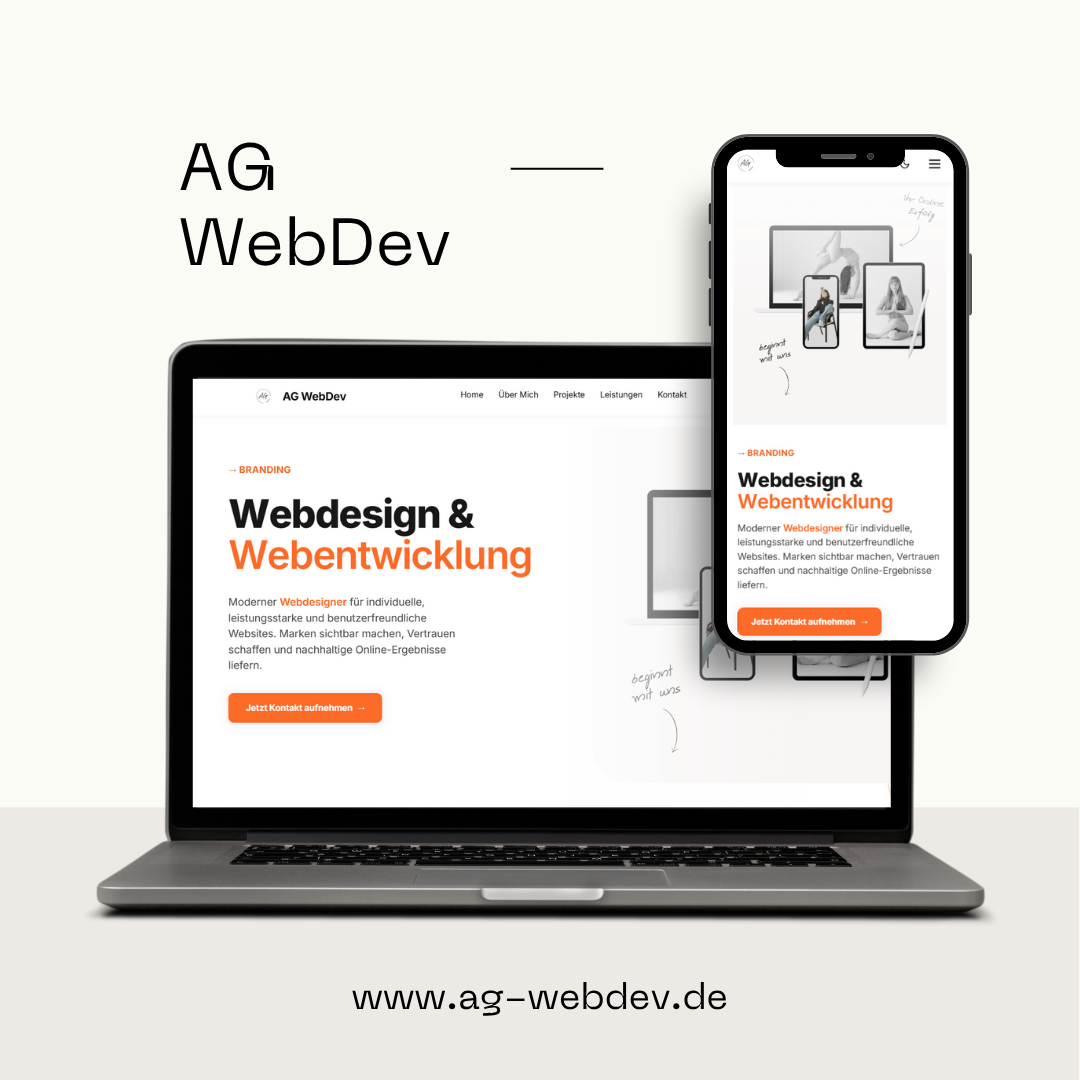 AG
WebDev
AG WebDev
Home Über Mich Projekte Leistungen Kontakt
→ BRANDING
Webdesign &
Webentwicklung
Moderner Webdesigner für individuelle,
leistungsstarke und benutzerfreundliche
Websites. Marken sichtbar machen, Vertrauen
schaffen und nachhaltige Online-Ergebnisse
liefern.
Jetzt Kontakt aufnehmen →
beginnt
mit uns
AG
Ihr Online
Erfolg
beginnt
mit uns
→ BRANDING
Webdesign &
Webentwicklung
Moderner Webdesigner für individuelle,
leistungsstarke und benutzerfreundliche
Websites. Marken sichtbar machen, Vertrauen
schaffen und nachhaltige Online-Ergebnisse
liefern.
Jetzt Kontakt aufnehmen →
www.ag-webdev.de